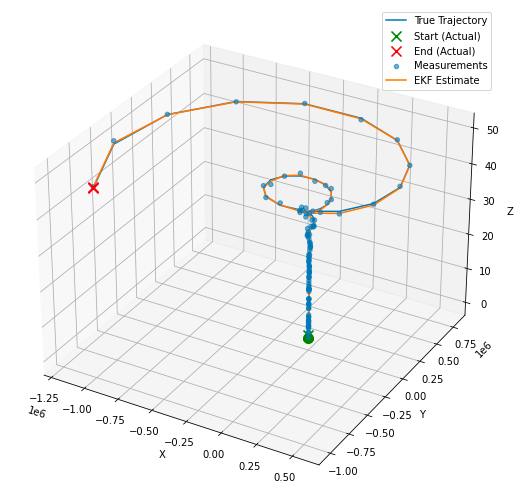 True Trajectory
Start (Actual)
End (Actual)
Measurements
EKF Estimate
50
40
Z
30
20
10
0
0.75
1e6
0.50
0.25
0.00
Y
−0.25
−0.50
−0.75
−1.00
−1.25
1e6
−1.00
−0.75
−0.50
X
−0.25
0.00
0.25
0.50